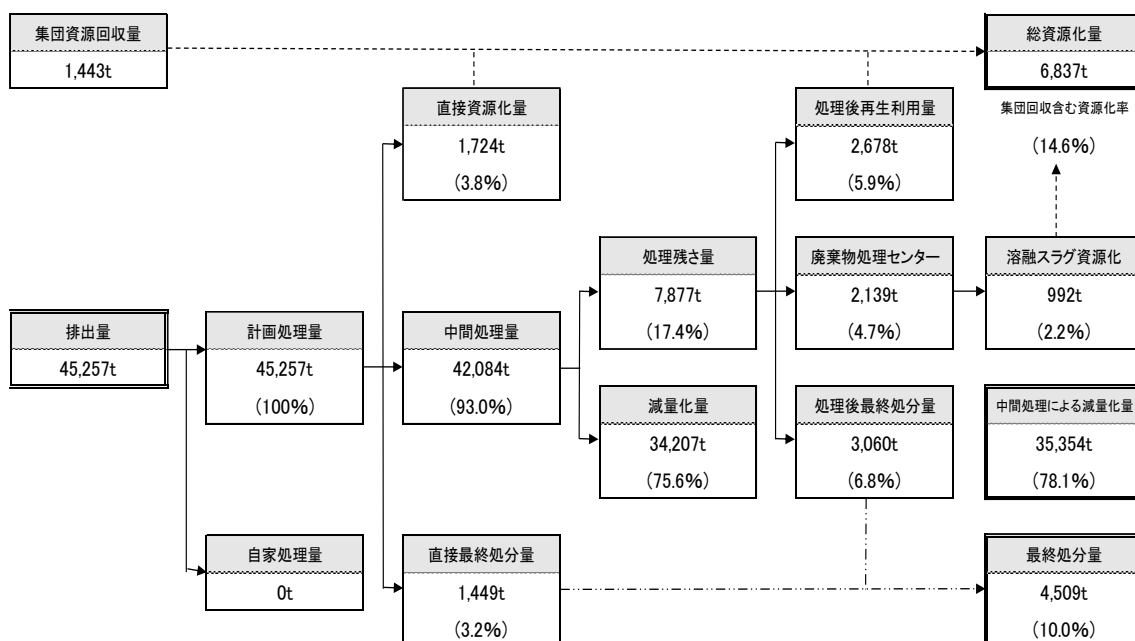 集団資源回収量
1,443t
総資源化量
6,837t
集団回収含む資源化率
(14.6%)
直接資源化量
1,724t
(3.8%)
処理後再生利用量
2,678t
(5.9%)
処理残さ量
7,877t
(17.4%)
廃棄物処理センター
2,139t
(4.7%)
溶融スラグ資源化
992t
(2.2%)
排出量
45,257t
計画処理量
45,257t
(100%)
中間処理量
42,084t
(93.0%)
減量化量
34,207t
(75.6%)
処理後最終処分量
3,060t
(6.8%)
中間処理による減量化量
35,354t
(78.1%)
自家処理量
0t
直接最終処分量
1,449t
(3.2%)
最終処分量
4,509t
(10.0%)